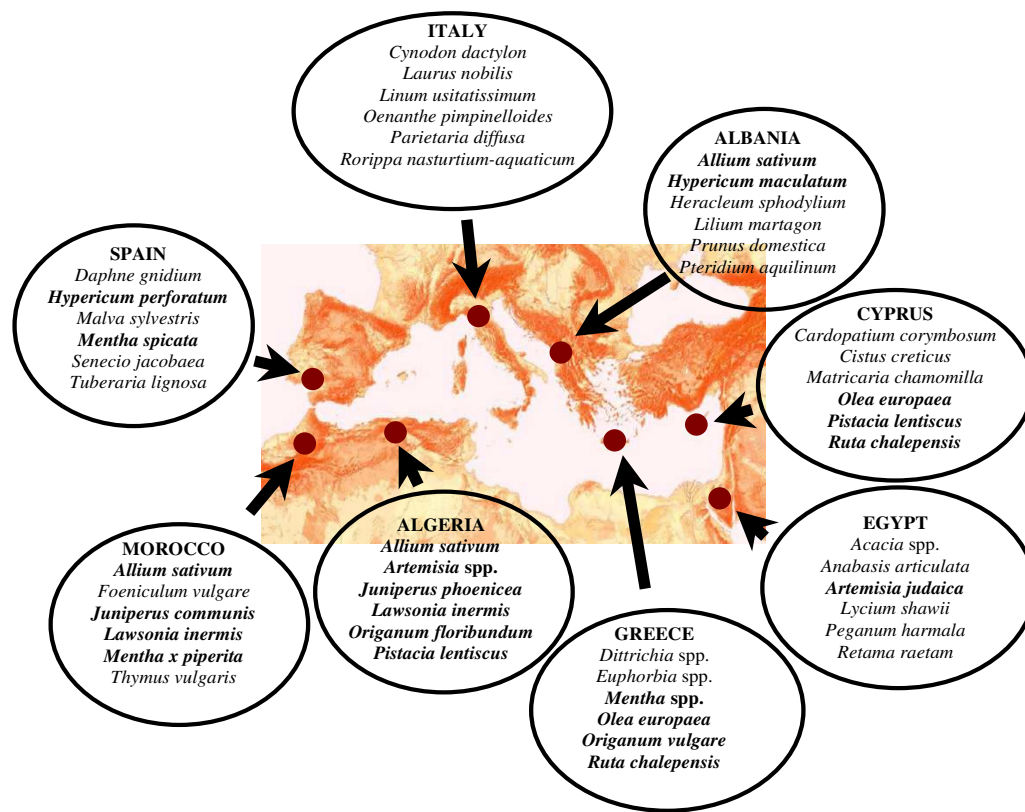 ITALY
Cynodon dactylon
Laurus nobilis
Linum usitatissimum
Oenanthe pimpinelloides
Parietaria diffusa
Rorippa nasturtium-aquaticum
ALBANIA
Allium sativum
Hypericum maculatum
Heracleum sphodylium
Lilium martagon
Prunus domestica
Pteridium aquilinum
SPAIN
Daphne gnidium
Hypericum perforatum
Malva sylvestris
Mentha spicata
Senecio jacobaea
Tuberaria lignosa
CYPRUS
Cardopatium corymbosum
Cistus creticus
Matricaria chamomilla
Olea europaea
Pistacia lentiscus
Ruta chalepensis
MOROCCO
Allium sativum
Foeniculum vulgare
Juniperus communis
Lawsonia inermis
Mentha x piperita
Thymus vulgaris
ALGERIA
Allium sativum
Artemisia spp.
Juniperus phoenicea
Lawsonia inermis
Origanum floribundum
Pistacia lentiscus
GREECE
Dittrichia spp.
Euphorbia spp.
Mentha spp.
Olea europaea
Origanum vulgare
Ruta chalepensis
EGYPT
Acacia spp.
Anabasis articulata
Artemisia judaica
Lycium shawii
Peganum harmala
Retama raetam